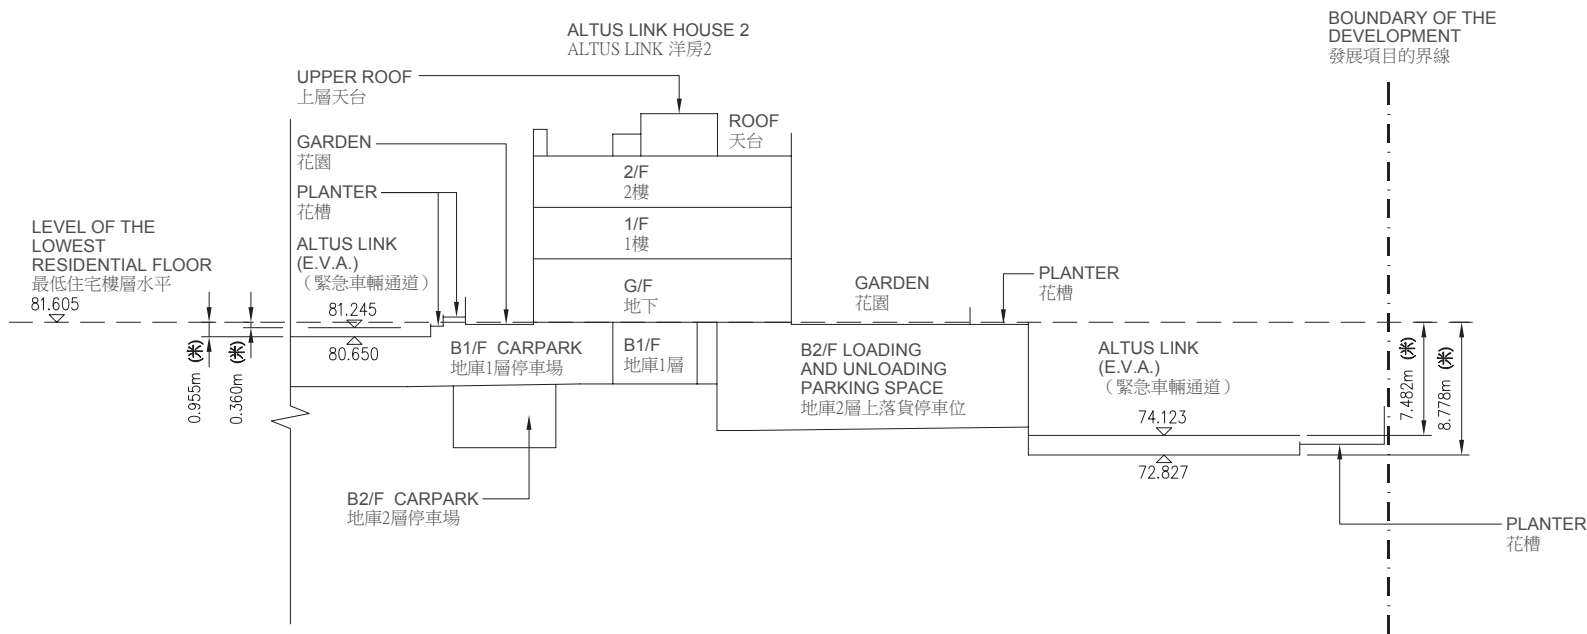 ALTUS LINK HOUSE 2
ALTUS LINK 洋房2
BOUNDARY OF THE
DEVELOPMENT
發展項目的界線
UPPER ROOF
上層天台
ROOF
天台
GARDEN
花園
PLANTER
花槽
2/F
2樓
1/F
1樓
G/F
地下
LEVEL OF THE
LOWEST
RESIDENTIAL FLOOR
最低住宅樓層水平
81.605
ALTUS LINK
(E.V.A.)
（緊急車輛通道）
81.245
80.650
0.955m (米)
0.360m (米)
B1/F CARPARK
地庫1層停車場
B1/F
地庫1層
GARDEN
花園
PLANTER
花槽
B2/F LOADING
AND UNLOADING
PARKING SPACE
地庫2層上落貨停車位
ALTUS LINK
(E.V.A.)
（緊急車輛通道）
74.123
72.827
7.482m (米)
8.778m (米)
B2/F CARPARK
地庫2層停車場
PLANTER
花槽